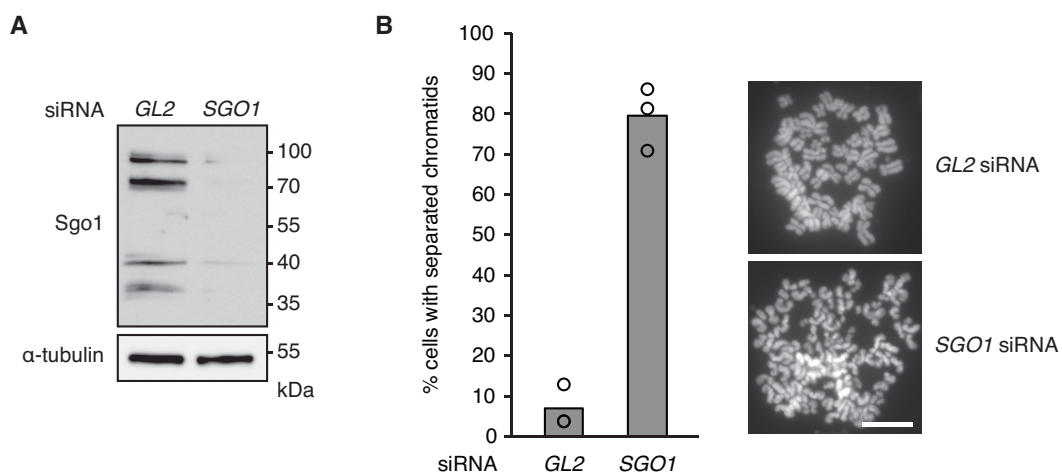 A
siRNA GL2 SGO1
Sgo1
100
70
55
40
35
α-tubulin
55
kDa
B
% cells with separated chromatids
100
90
80
70
60
50
40
30
20
10
0
siRNA GL2 SGO1
GL2 siRNA
SGO1 siRNA